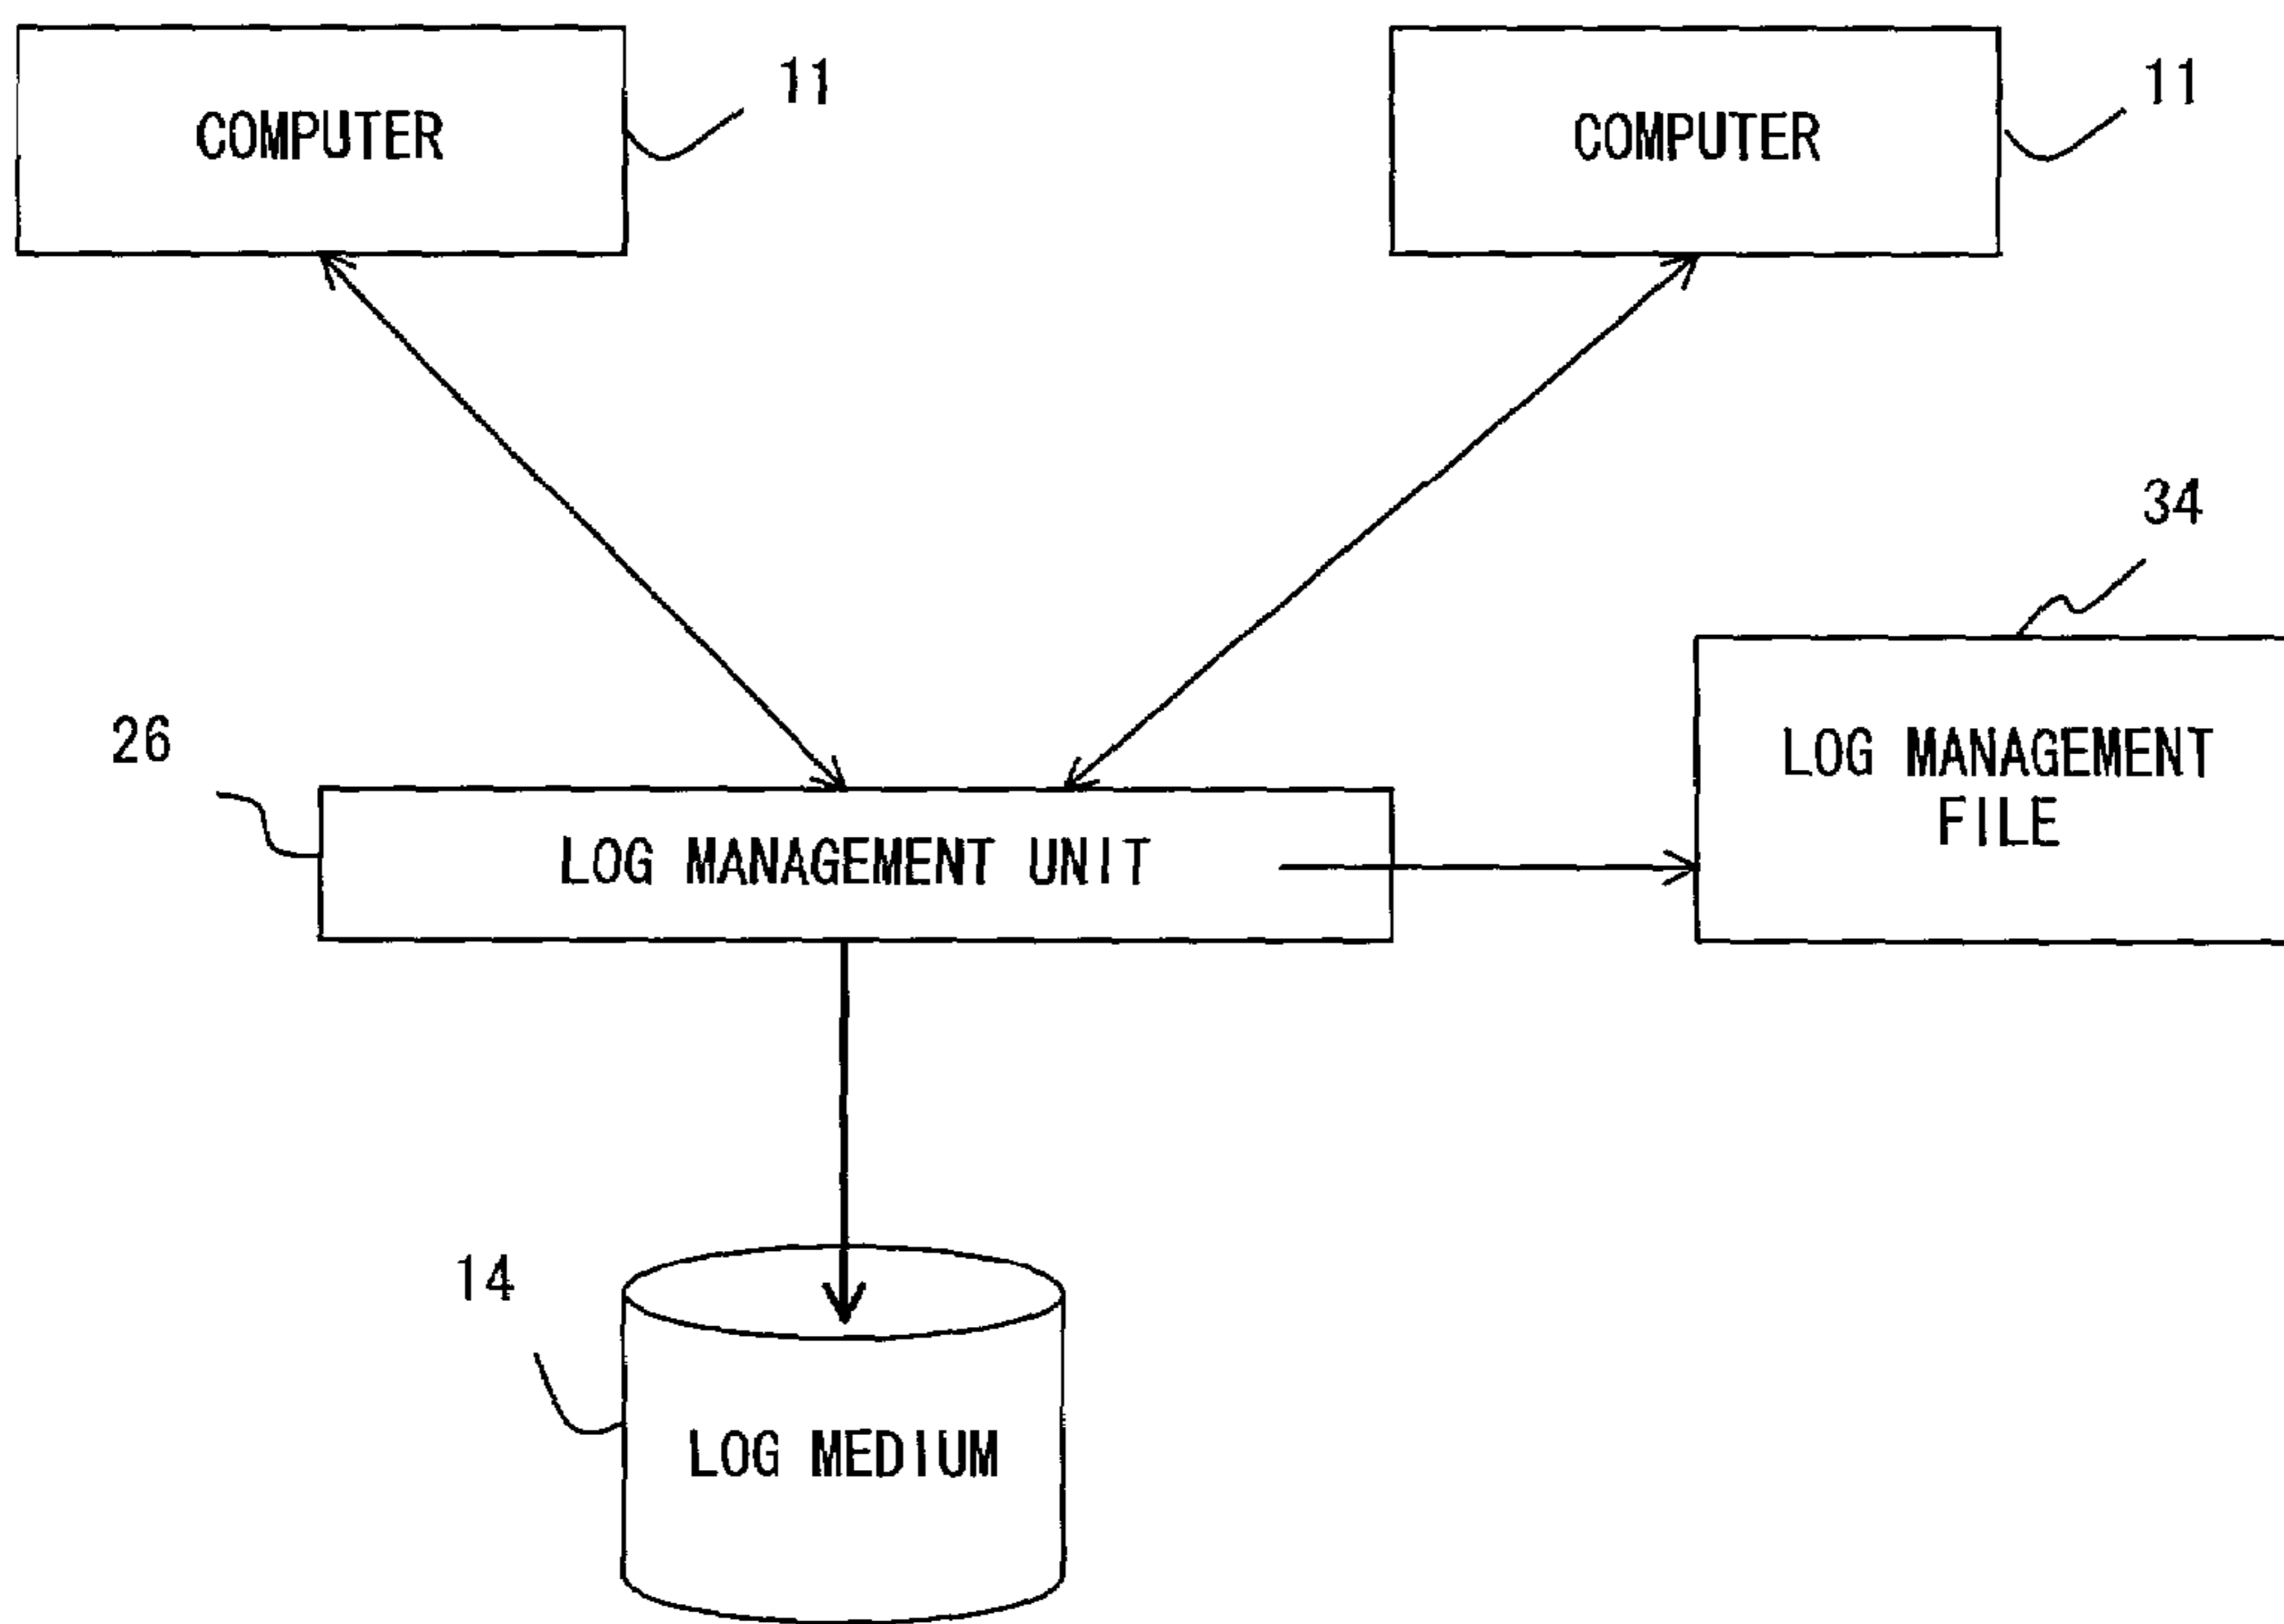 COMPUTER
11
COMPUTER
11
34
LOG MANAGEMENT
FILE
26
LOG MANAGEMENT UNIT
14
LOG MEDIUM